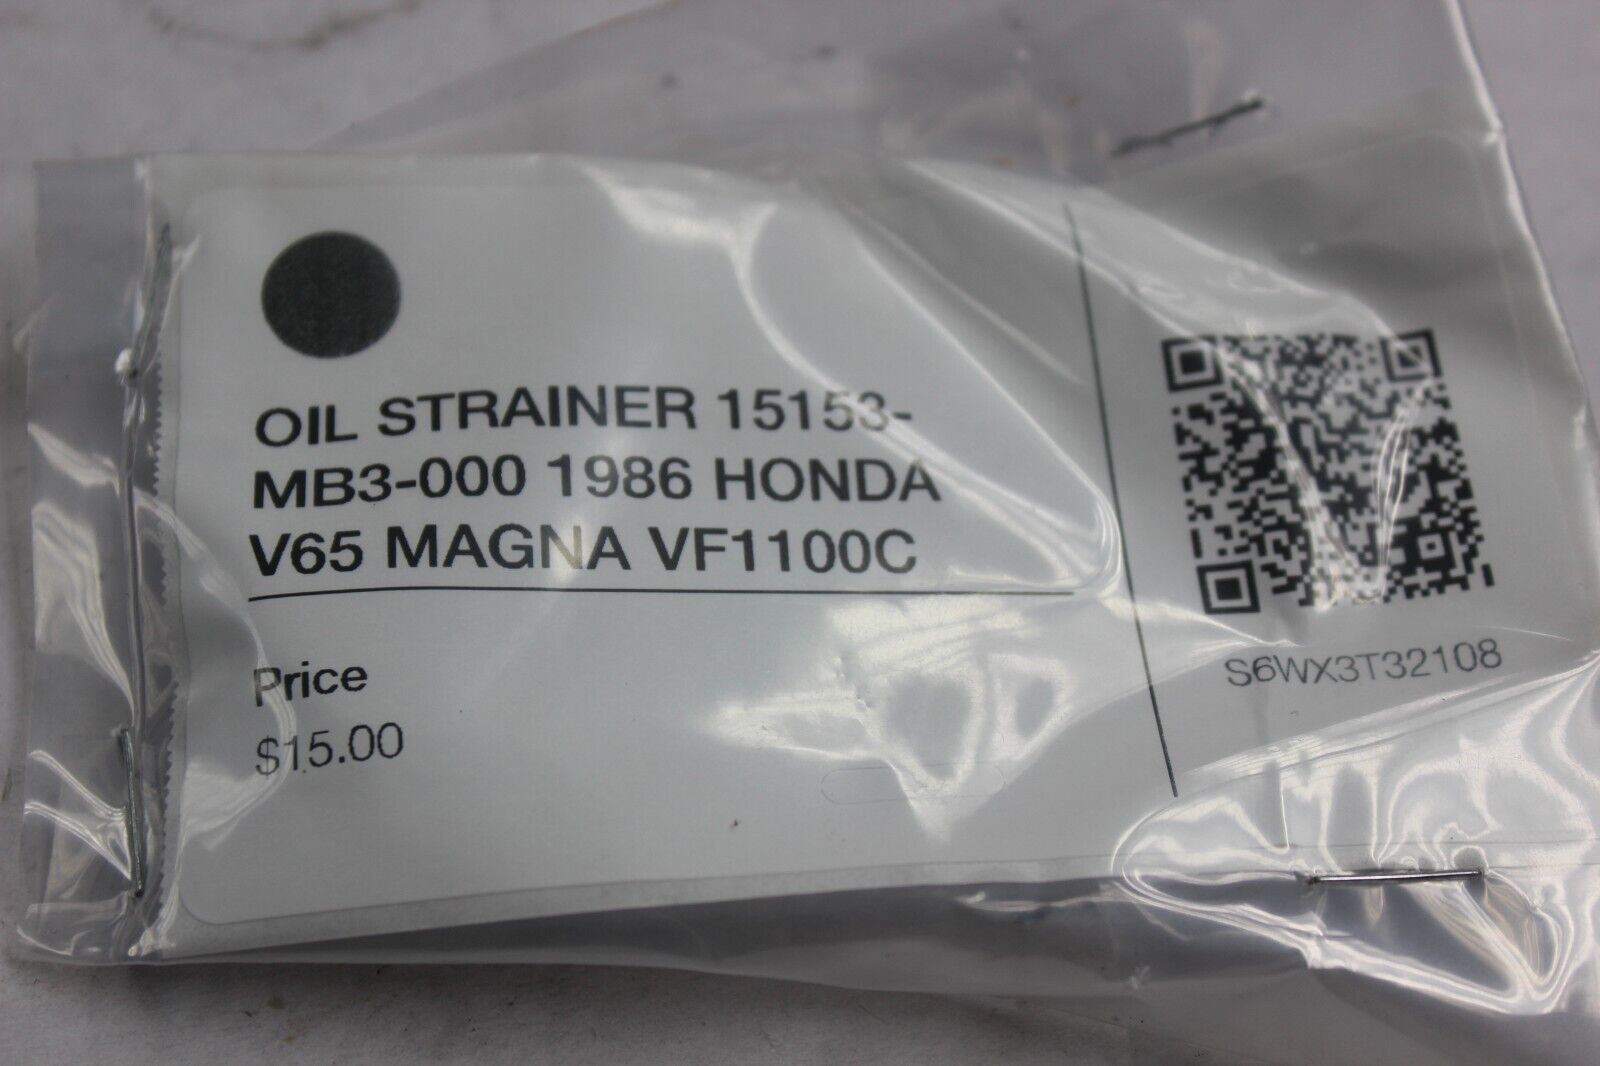 OIL STRAINER 15153-
MB3-000 1986 HONDA
V65 MAGNA VF1100C
Price
$15.00
S6WX3T32108